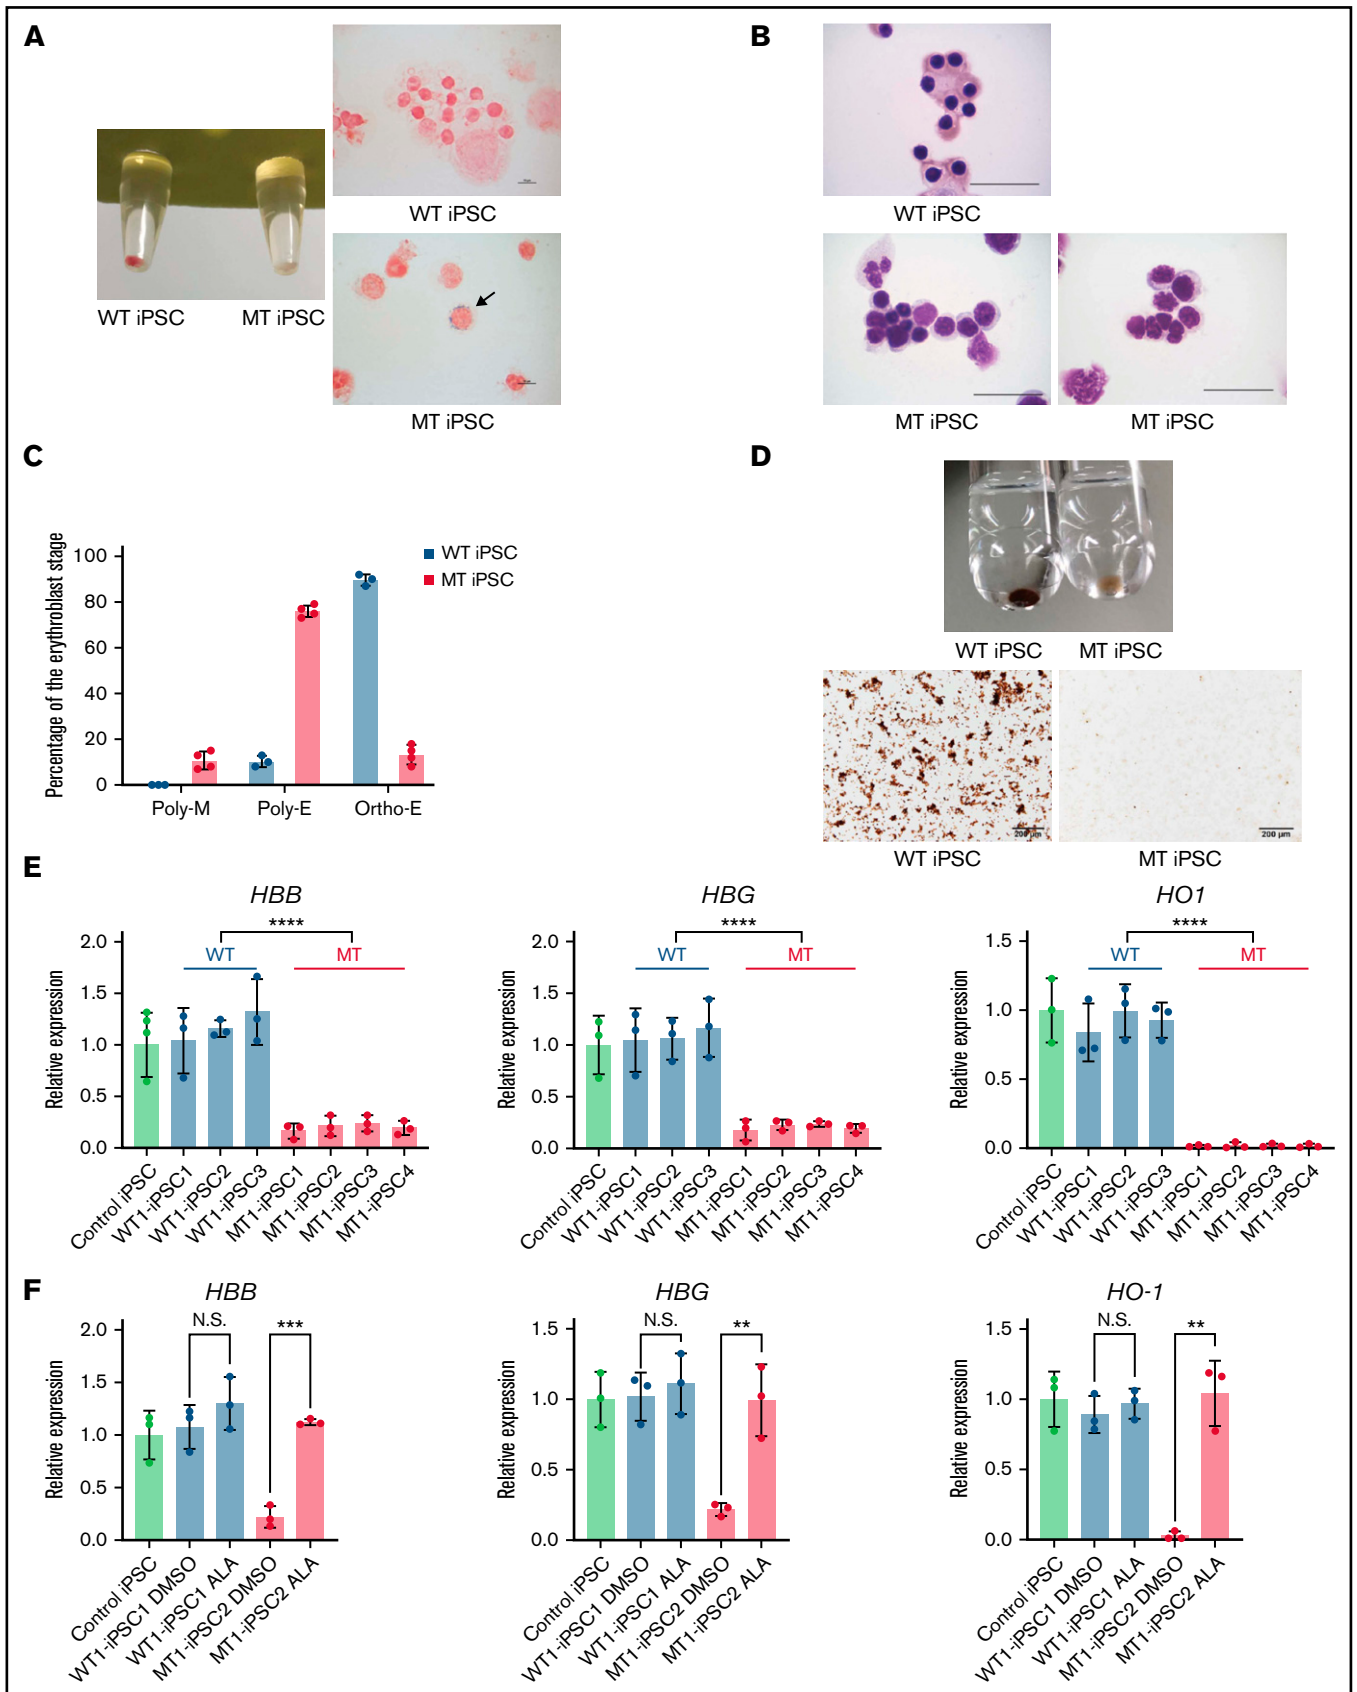 A
WT iPSC
MT iPSC
WT iPSC
MT iPSC
B
WT iPSC
MT iPSC
MT iPSC
C
Percentage of the erythroblast stage
100
80
60
40
20
0
Poly-M
Poly-E
Ortho-E
WT iPSC
MT iPSC
D
WT iPSC
MT iPSC
200 µm
200 µm
WT iPSC
MT iPSC
E
HBB
****
WT
MT
Relative expression
2.0
1.5
1.0
0.5
0.0
Control iPSC
WT1-iPSC1
WT1-iPSC2
WT1-iPSC3
MT1-iPSC1
MT1-iPSC2
MT1-iPSC3
MT1-iPSC4
HBG
****
WT
MT
Relative expression
2.0
1.5
1.0
0.5
0.0
Control iPSC
WT1-iPSC1
WT1-iPSC2
WT1-iPSC3
MT1-iPSC1
MT1-iPSC2
MT1-iPSC3
MT1-iPSC4
HO1
****
WT
MT
Relative expression
1.5
1.0
0.5
0.0
Control iPSC
WT1-iPSC1
WT1-iPSC2
WT1-iPSC3
MT1-iPSC1
MT1-iPSC2
MT1-iPSC3
MT1-iPSC4
F
HBB
N.S.
***
Relative expression
2.0
1.5
1.0
0.5
0.0
Control iPSC
WT1-iPSC1 DMSO
WT1-iPSC1 ALA
MT1-iPSC2 DMSO
MT1-iPSC2 ALA
HBG
N.S.
**
Relative expression
1.5
1.0
0.5
0.0
Control iPSC
WT1-iPSC1 DMSO
WT1-iPSC1 ALA
MT1-iPSC2 DMSO
MT1-iPSC2 ALA
HO-1
N.S.
**
Relative expression
1.5
1.0
0.5
0.0
Control iPSC
WT1-iPSC1 DMSO
WT1-iPSC1 ALA
MT1-iPSC2 DMSO
MT1-iPSC2 ALA